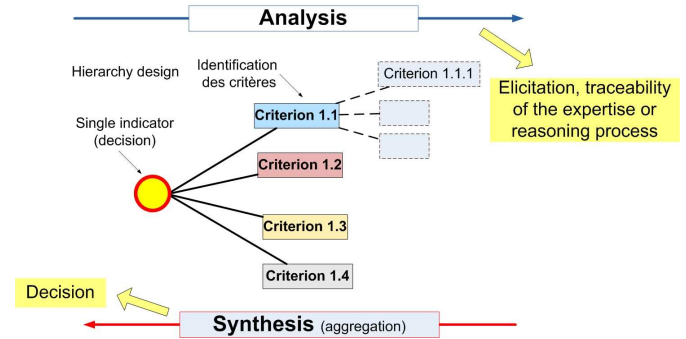 Analysis
Identification
des critères
Hierarchy design
Criterion 1.1.1
Elicitation, traceability
of the expertise or
reasoning process
Criterion 1.1
Single indicator
(decision)
Criterion 1.2
Criterion 1.3
Criterion 1.4
Decision
Synthesis (aggregation)